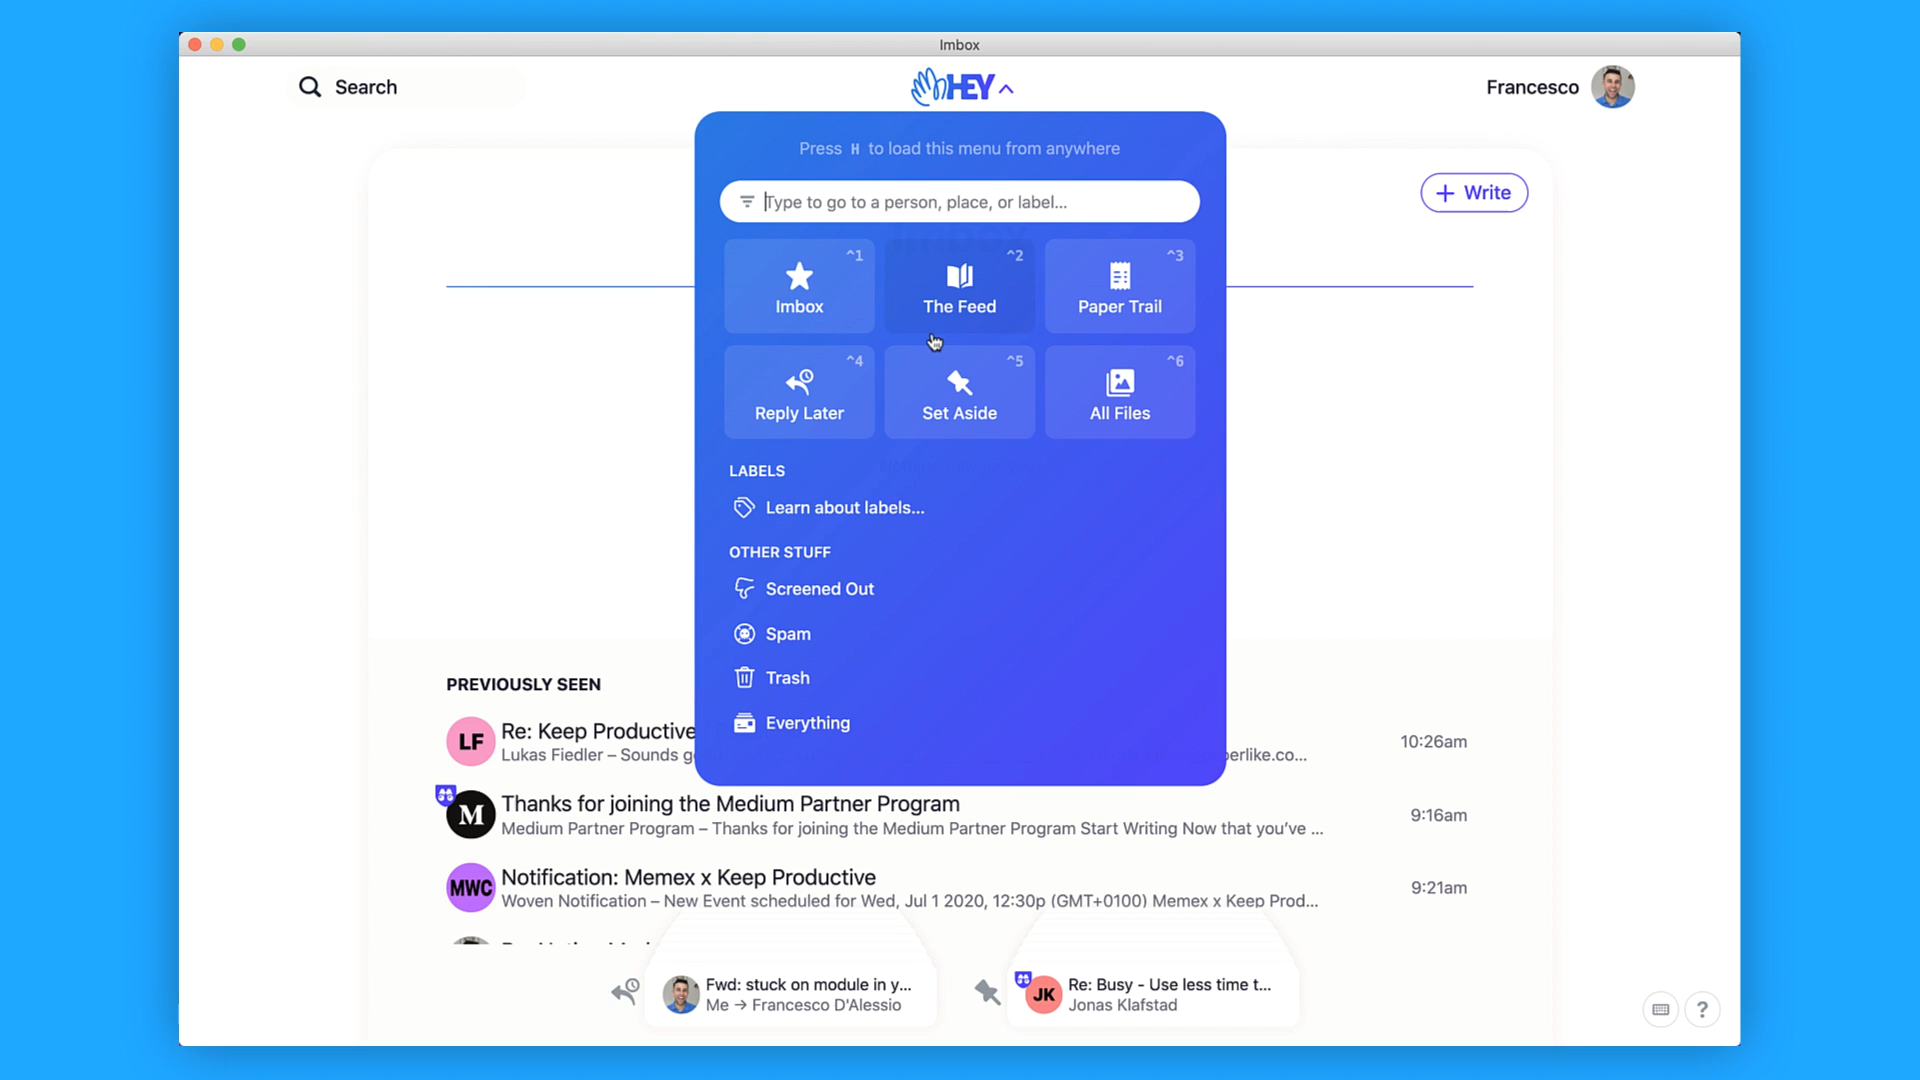 Imbox
Search
HEY
Francesco
Press H to load this menu from anywhere
Type to go to a person, place, or label...
Write
^1
Imbox
^2
The Feed
^3
Paper Trail
^4
Reply Later
^5
Set Aside
^6
All Files
LABELS
Learn about labels...
OTHER STUFF
Screened Out
Spam
Trash
Everything
PREVIOUSLY SEEN
LF
Re: Keep Productive
Lukas Fiedler – Sounds g
perlike.co...
10:26am
M
Thanks for joining the Medium Partner Program
Medium Partner Program – Thanks for joining the Medium Partner Program Start Writing Now that you've ...
9:16am
MWC
Notification: Memex x Keep Productive
Woven Notification – New Event scheduled for Wed, Jul 1 2020, 12:30p (GMT+0100) Memex x Keep Prod...
9:21am
Fwd: stuck on module in y...
Me → Francesco D'Alessio
JK
Re: Busy - Use less time t...
Jonas Klafstad
?